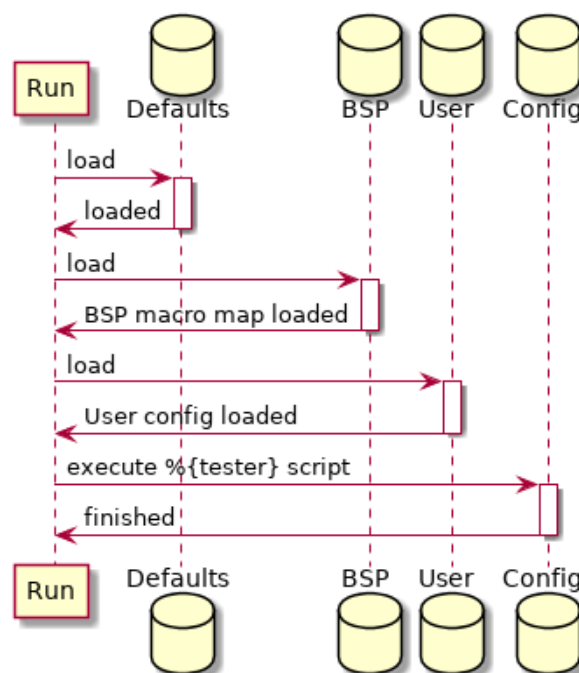 Run
Defaults
BSP
User
Config
load
loaded
load
BSP macro map loaded
load
User config loaded
execute %{tester} script
finished
Run
Defaults
BSP
User
Config